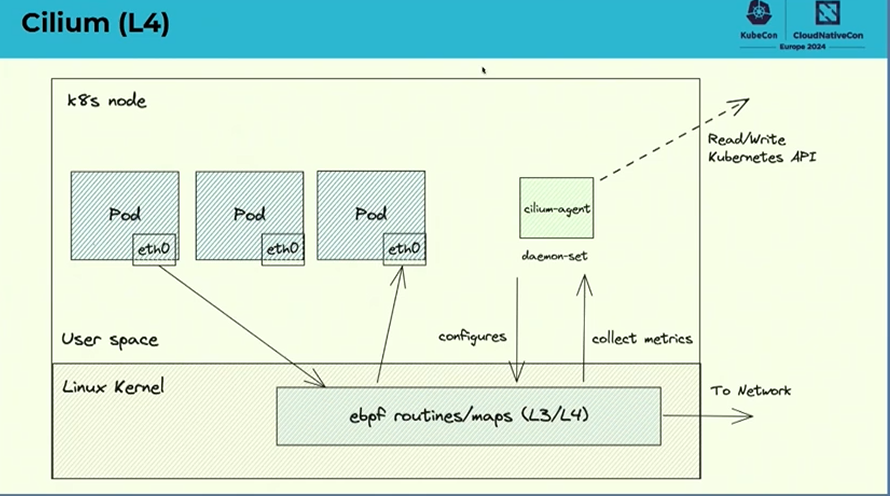 Cilium (L4)
KubeCon
CloudNativeCon
Europe 2024
k8s node
Read/Write
Kubernetes API
Pod
Pod
Pod
cilium-agent
eth0
eth0
eth0
daemon-set
User space
configures
collect metrics
Linux Kernel
To Network
ebpf routines/maps (L3/L4)